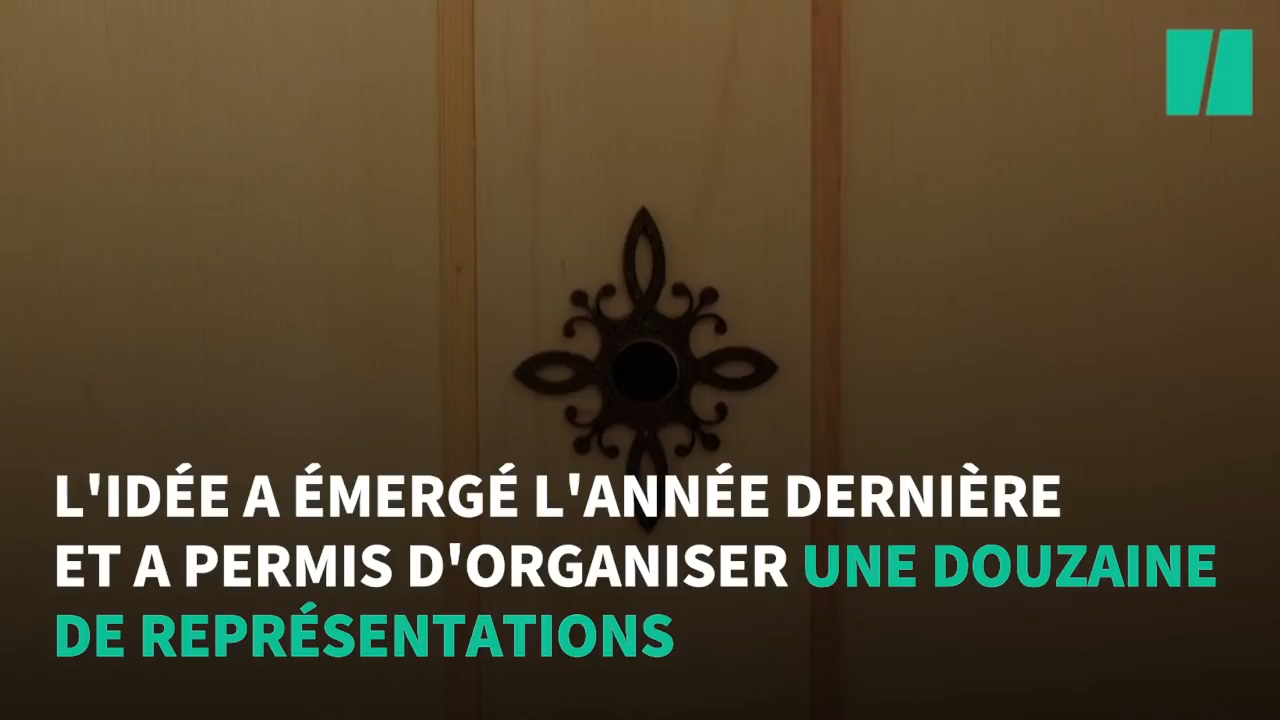 L'IDÉE A ÉMERGÉ L'ANNÉE DERNIÈRE
ET A PERMIS D'ORGANISER UNE DOUZAINE
DE REPRÉSENTATIONS